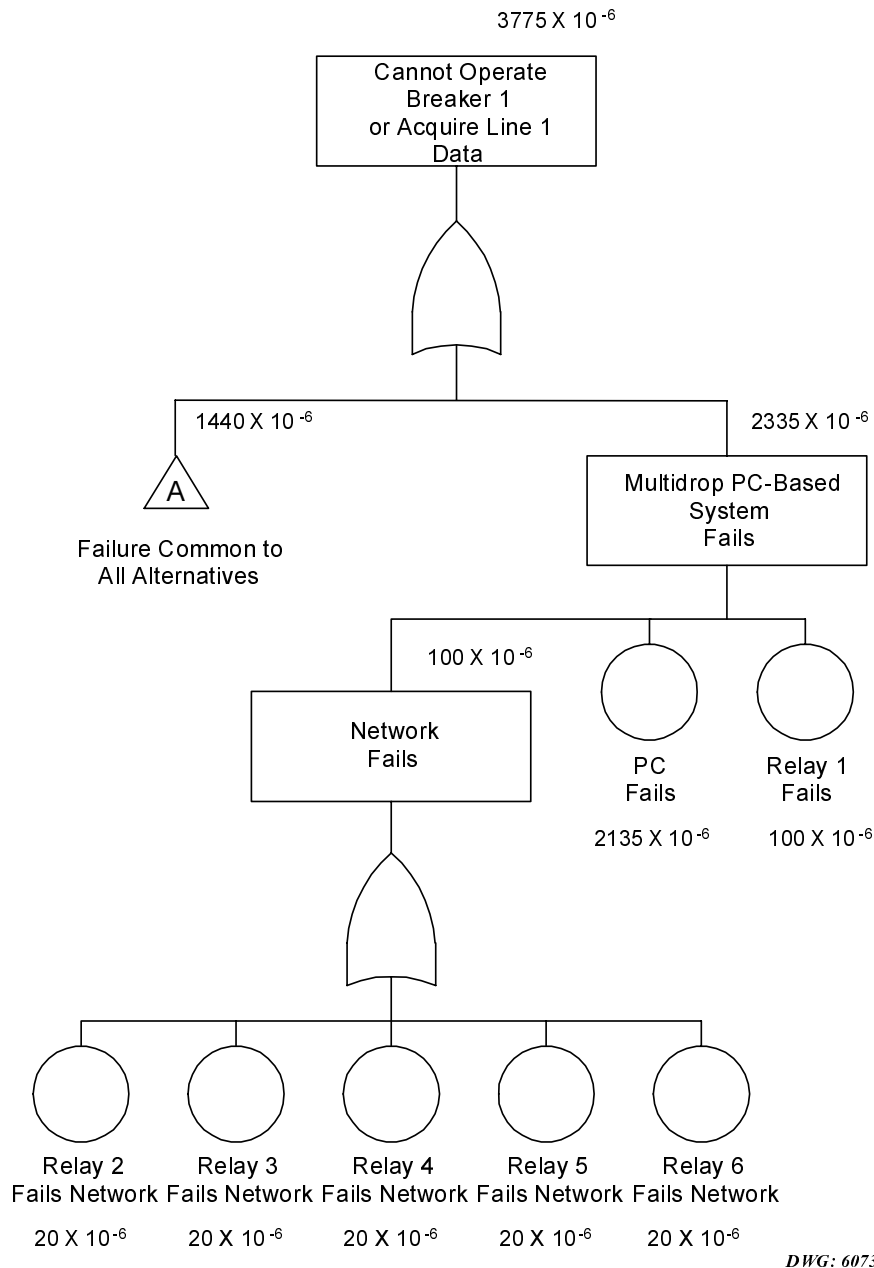 3775 X 10⁻⁶
Cannot Operate
Breaker 1
or Acquire Line 1
Data
1440 X 10⁻⁶
2335 X 10⁻⁶
A
Failure Common to
All Alternatives
Multidrop PC-Based
System
Fails
100 X 10⁻⁶
Network
Fails
PC
Fails
2135 X 10⁻⁶
Relay 1
Fails
100 X 10⁻⁶
Relay 2
Fails Network
20 X 10⁻⁶
Relay 3
Fails Network
20 X 10⁻⁶
Relay 4
Fails Network
20 X 10⁻⁶
Relay 5
Fails Network
20 X 10⁻⁶
Relay 6
Fails Network
20 X 10⁻⁶
DWG: 6073